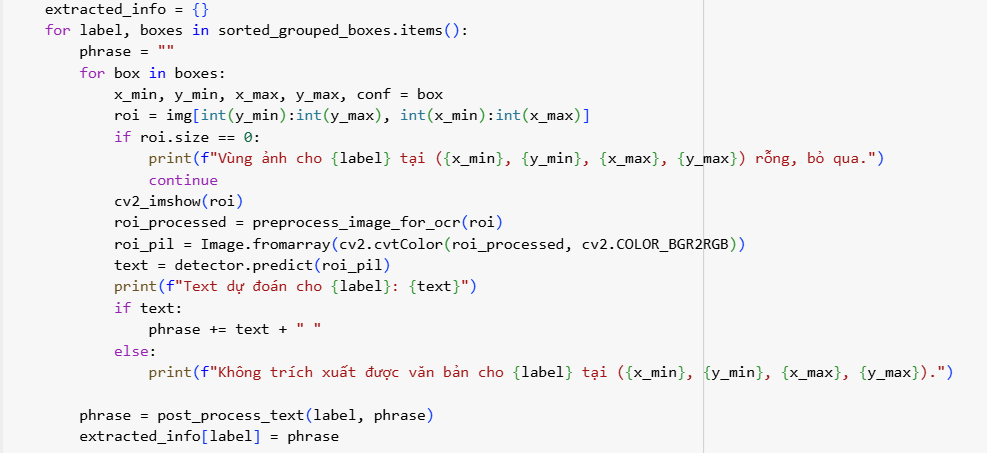 extracted_info = {}
for label, boxes in sorted_grouped_boxes.items():
    phrase = ""
    for box in boxes:
        x_min, y_min, x_max, y_max, conf = box
        roi = img[int(y_min):int(y_max), int(x_min):int(x_max)]
        if roi.size == 0:
            print(f"Vùng ảnh cho {label} tại ({x_min}, {y_min}, {x_max}, {y_max}) rỗng, bỏ qua.")
            continue
        cv2_imshow(roi)
        roi_processed = preprocess_image_for_ocr(roi)
        roi_pil = Image.fromarray(cv2.cvtColor(roi_processed, cv2.COLOR_BGR2RGB))
        text = detector.predict(roi_pil)
        print(f"Text dự đoán cho {label}: {text}")
        if text:
            phrase += text + " "
        else:
            print(f"Không trích xuất được văn bản cho {label} tại ({x_min}, {y_min}, {x_max}, {y_max}).")

    phrase = post_process_text(label, phrase)
    extracted_info[label] = phrase